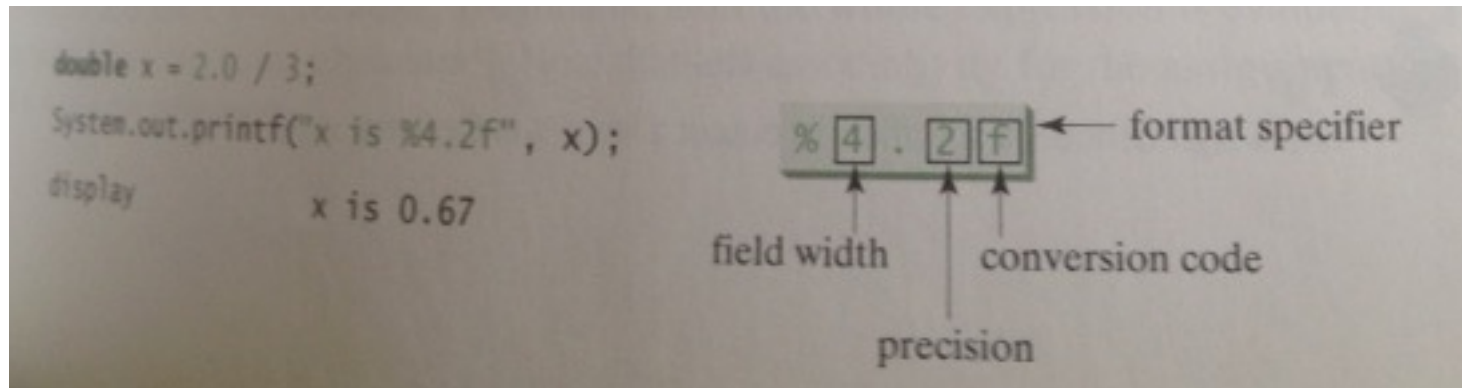 double x = 2.0 / 3;
System.out.printf("x is %4.2f", x);
display
x is 0.67
% 4 . 2 f
format specifier
field width
conversion code
precision